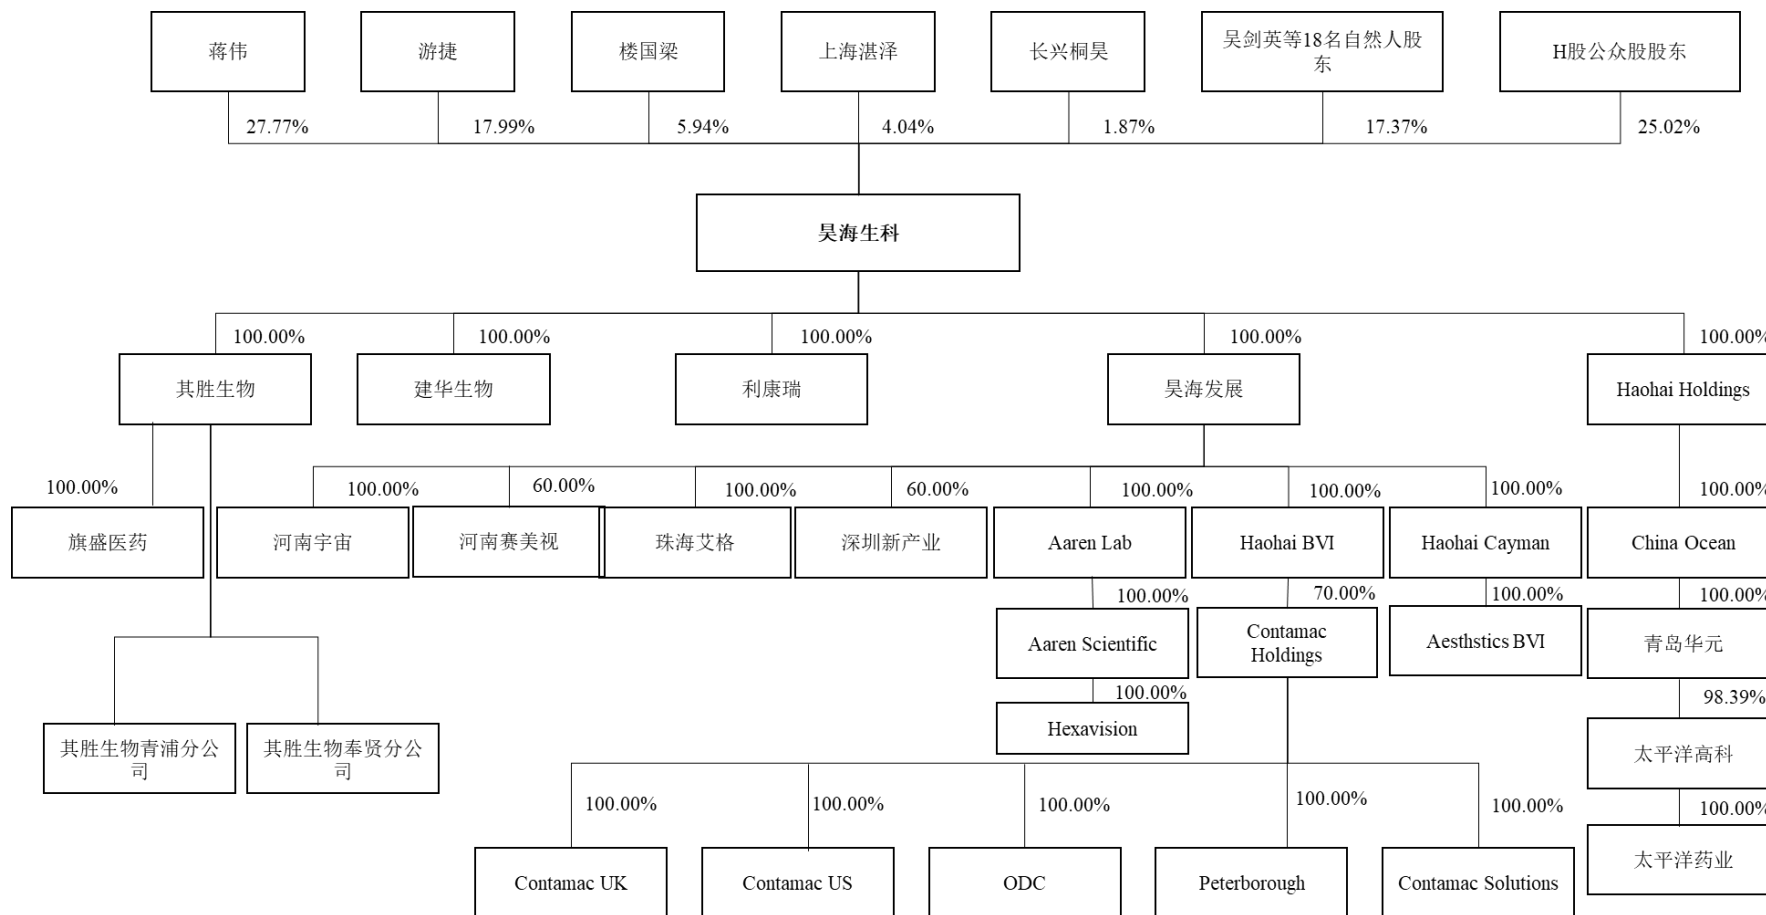 蒋伟
游捷
楼国梁
上海湛泽
长兴桐昊
吴剑英等18名自然人股
东
H股公众股股东
27.77%
17.99%
5.94%
4.04%
1.87%
17.37%
25.02%
昊海生科
100.00%
100.00%
100.00%
100.00%
100.00%
其胜生物
建华生物
利康瑞
昊海发展
Haohai Holdings
100.00%
100.00%
60.00%
100.00%
60.00%
100.00%
100.00%
100.00%
100.00%
旗盛医药
河南宇宙
河南赛美视
珠海艾格
深圳新产业
Aaren Lab
Haohai BVI
Haohai Cayman
China Ocean
100.00%
70.00%
100.00%
100.00%
Aaren Scientific
Contamac
Holdings
Aesthstics BVI
青岛华元
100.00%
98.39%
Hexavision
其胜生物青浦分公
司
其胜生物奉贤分公
司
太平洋高科
100.00%
100.00%
100.00%
100.00%
100.00%
100.00%
Contamac UK
Contamac US
ODC
Peterborough
Contamac Solutions
太平洋药业